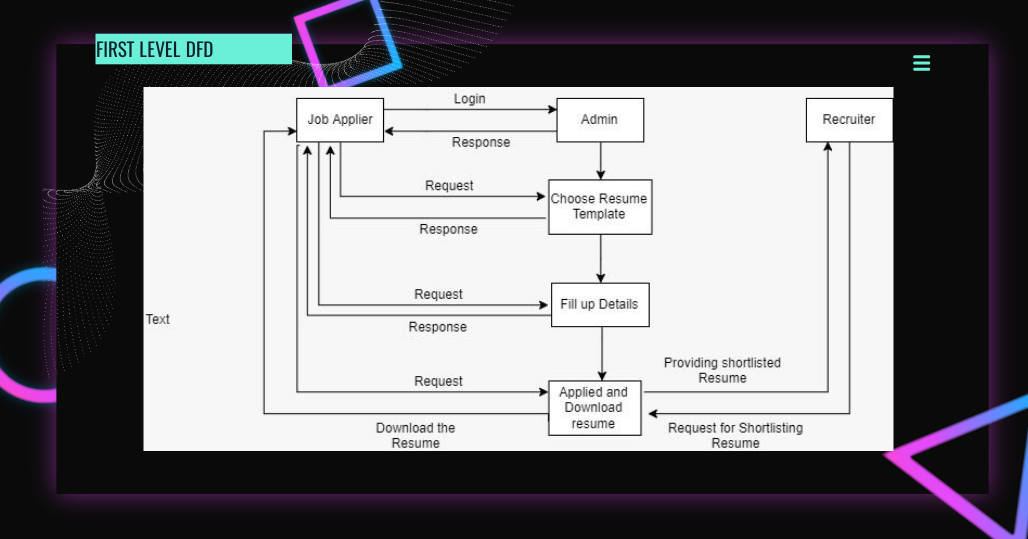 FIRST LEVEL DFD
Login
Job Applier
Admin
Recruiter
Response
Request
Choose Resume
Template
Response
Request
Fill up Details
Text
Response
Providing shortlisted
Resume
Request
Applied and
Download
resume
Download the
Resume
Request for Shortlisting
Resume